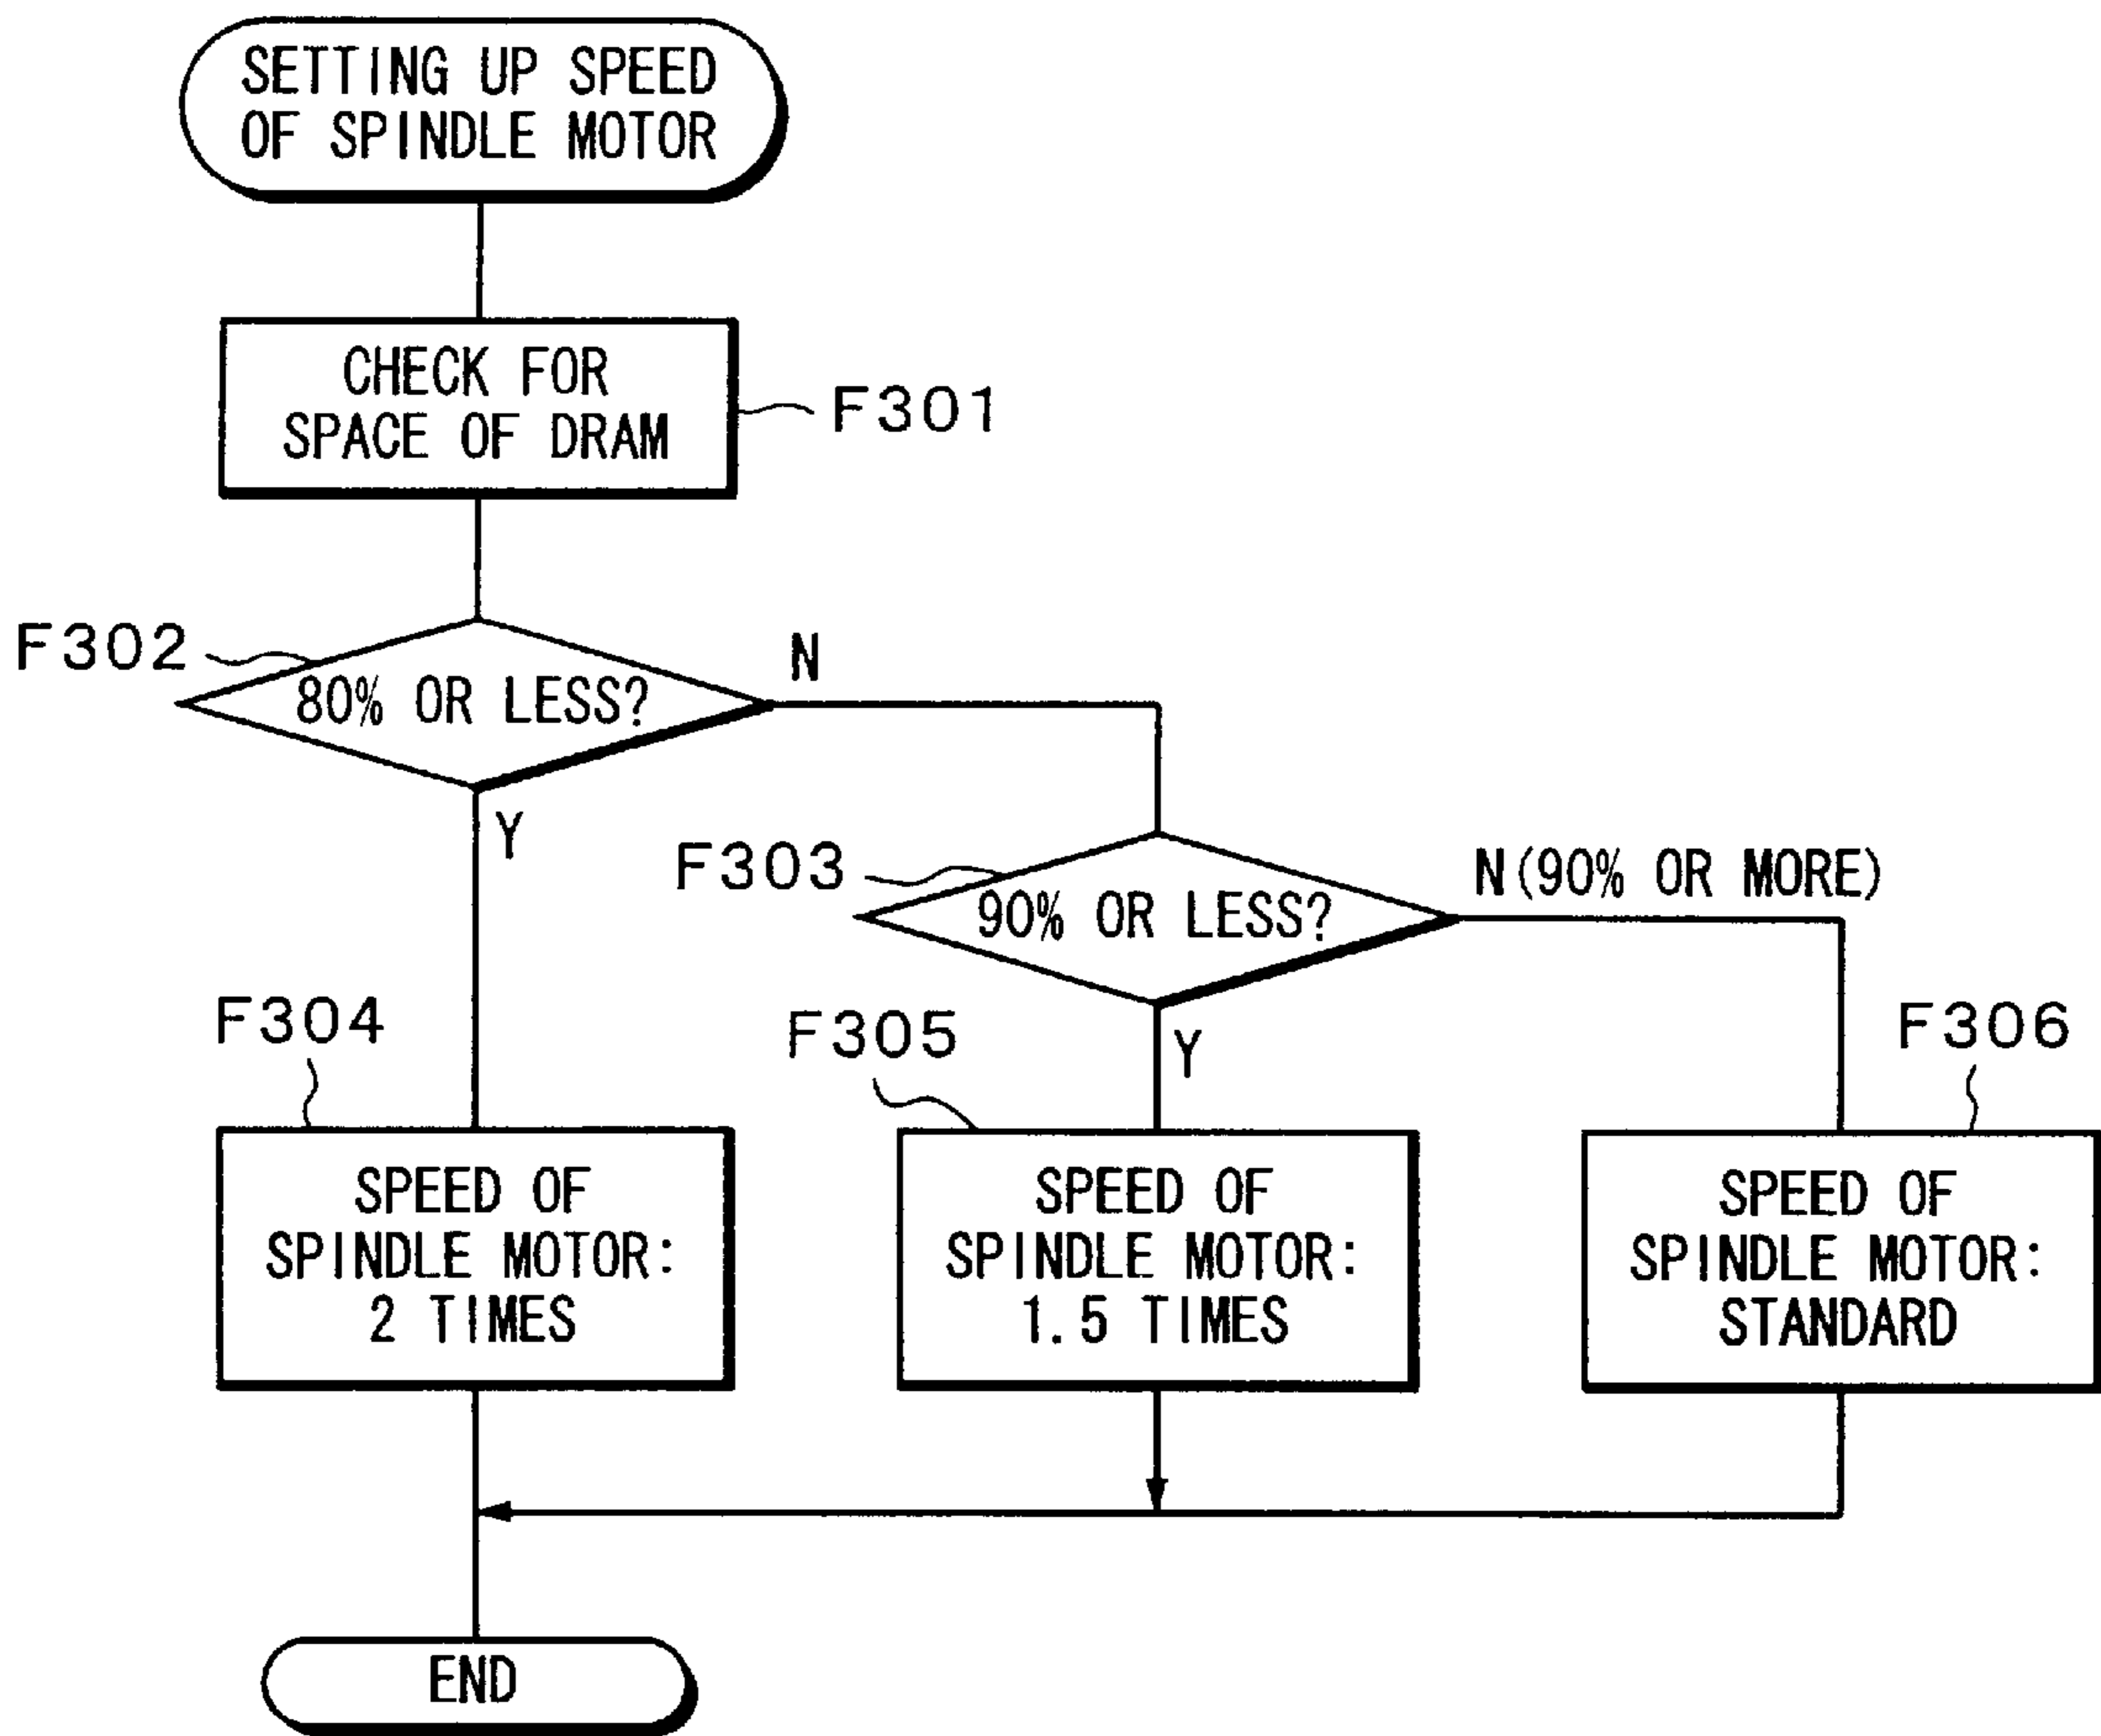 SETTING UP SPEED
OF SPINDLE MOTOR
CHECK FOR
SPACE OF DRAM
F301
F302
80% OR LESS?
N
Y
F303
90% OR LESS?
N(90% OR MORE)
Y
F304
SPEED OF
SPINDLE MOTOR:
2 TIMES
F305
SPEED OF
SPINDLE MOTOR:
1.5 TIMES
F306
SPEED OF
SPINDLE MOTOR:
STANDARD
END